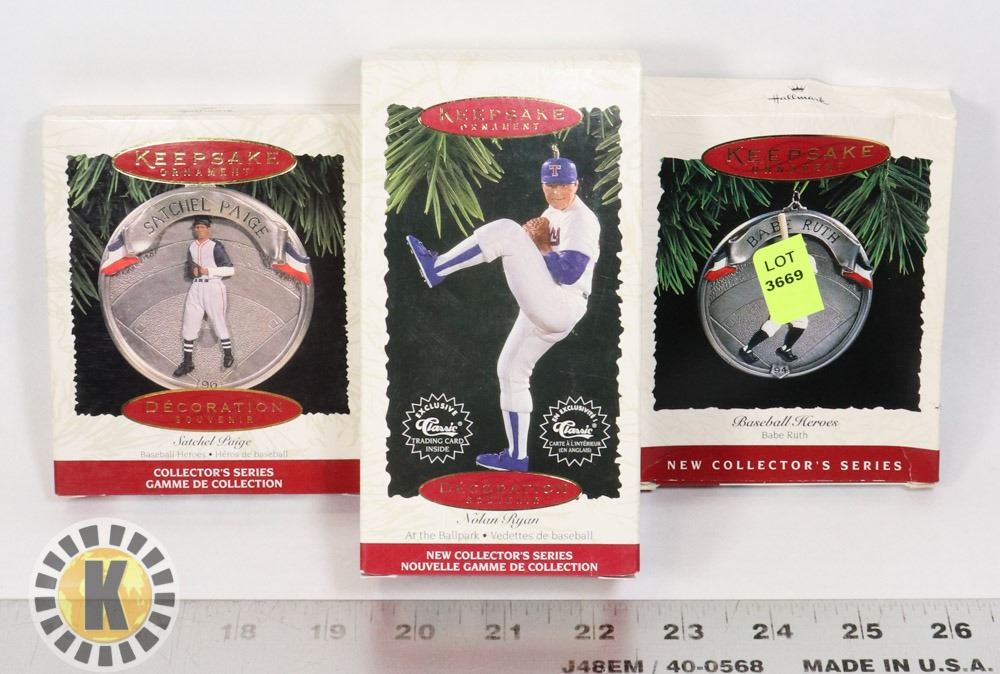 KEEPSAKE
ORNAMENT
SATCHEL PAIGE
96
DÉCORATION
SOUVENIR
Satchel Paige
Baseball Heroes • Héros de baseball
COLLECTOR'S SERIES
GAMME DE COLLECTION
KEEPSAKE
ORNAMENT
T
EXCLUSIVE
Classic
TRADING CARD
INSIDE
EN EXCLUSIVITÉ
Classic
CARTE À L'INTÉRIEUR
(EN ANGLAIS)
DÉCORATION
SOUVENIR
Nolan Ryan
At the Ballpark • Vedettes de baseball
NEW COLLECTOR'S SERIES
NOUVELLE GAMME DE COLLECTION
Hallmark
KEEPSAKE
ORNAMENT
BABE RUTH
LOT
3669
94
Baseball Heroes
Babe Ruth
NEW COLLECTOR'S SERIES
K
18 19 20 21 22 23 24 25 26
J48EM / 40-0568 MADE IN U.S.A.